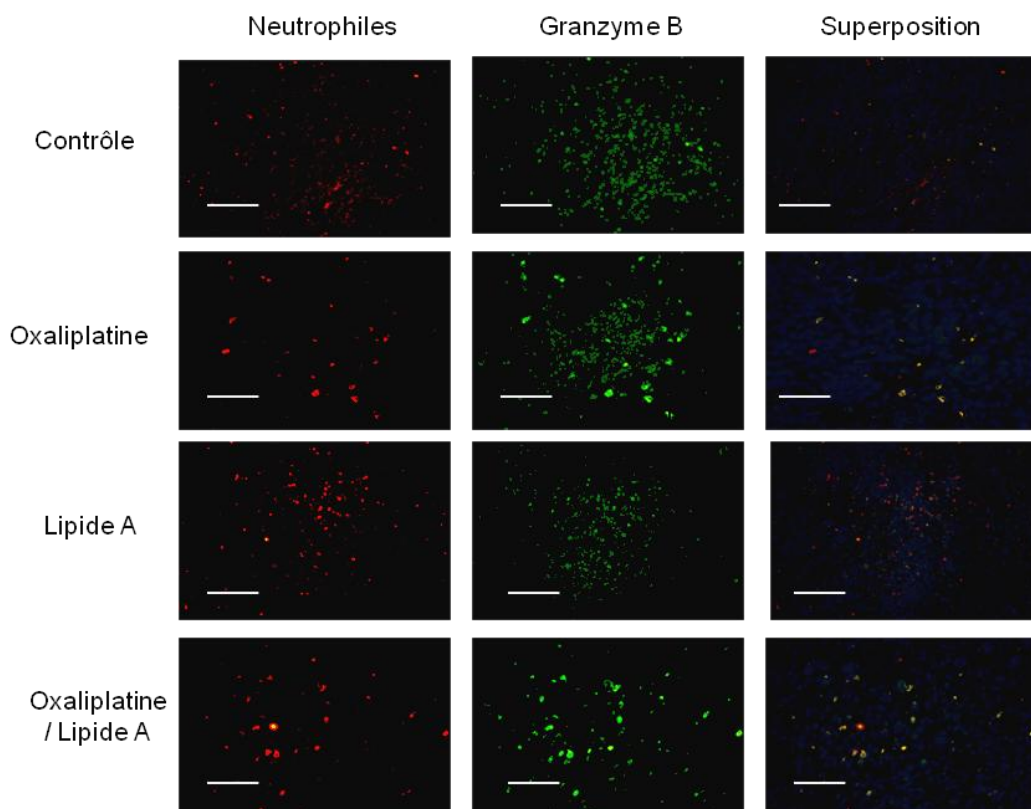 Neutrophiles Granzyme B Superposition
Contrôle
Oxaliplatine
Lipide A
Oxaliplatine
/ Lipide A